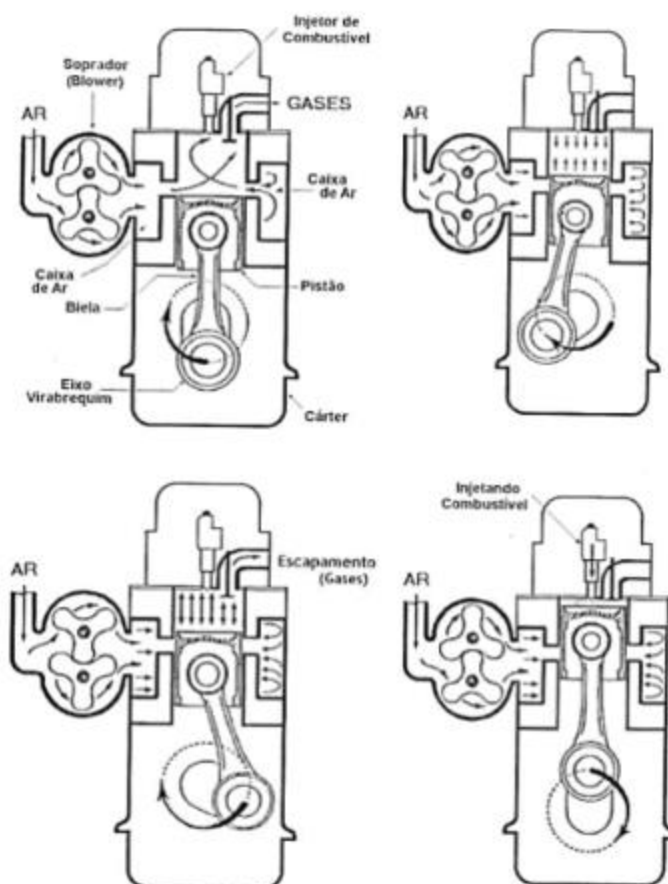 Injetor de
Combustível
Soprador
(Blower)
AR
GASES
Caixa
de Ar
Caixa
de Ar
Biela
Pistão
Eixo
Virabrequim
Cárter
AR
AR
Escapamento
(Gases)
Injetando
Combustível
AR